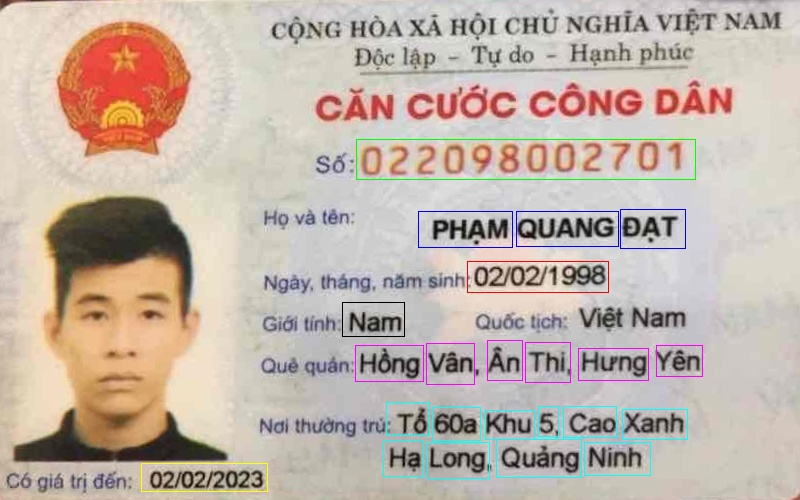 CỘNG HÒA XÃ HỘI CHỦ NGHĨA VIỆT NAM
Độc lập - Tự do - Hạnh phúc
CĂN CƯỚC CÔNG DÂN
Số: 022098002701
Họ và tên: PHẠM QUANG ĐẠT
Ngày, tháng, năm sinh: 02/02/1998
Giới tính: Nam Quốc tịch: Việt Nam
Quê quán: Hồng Vân, Ân Thi, Hưng Yên
Nơi thường trú: Tổ 60a Khu 5, Cao Xanh
Hạ Long, Quảng Ninh
Có giá trị đến: 02/02/2023